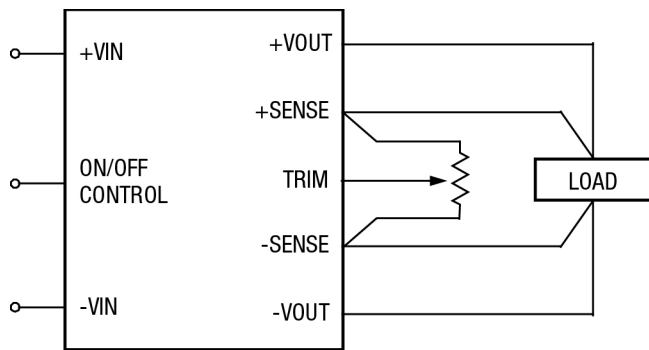 +VIN
ON/OFF
CONTROL
-VIN
+VOUT
+SENSE
TRIM
-SENSE
-VOUT
LOAD